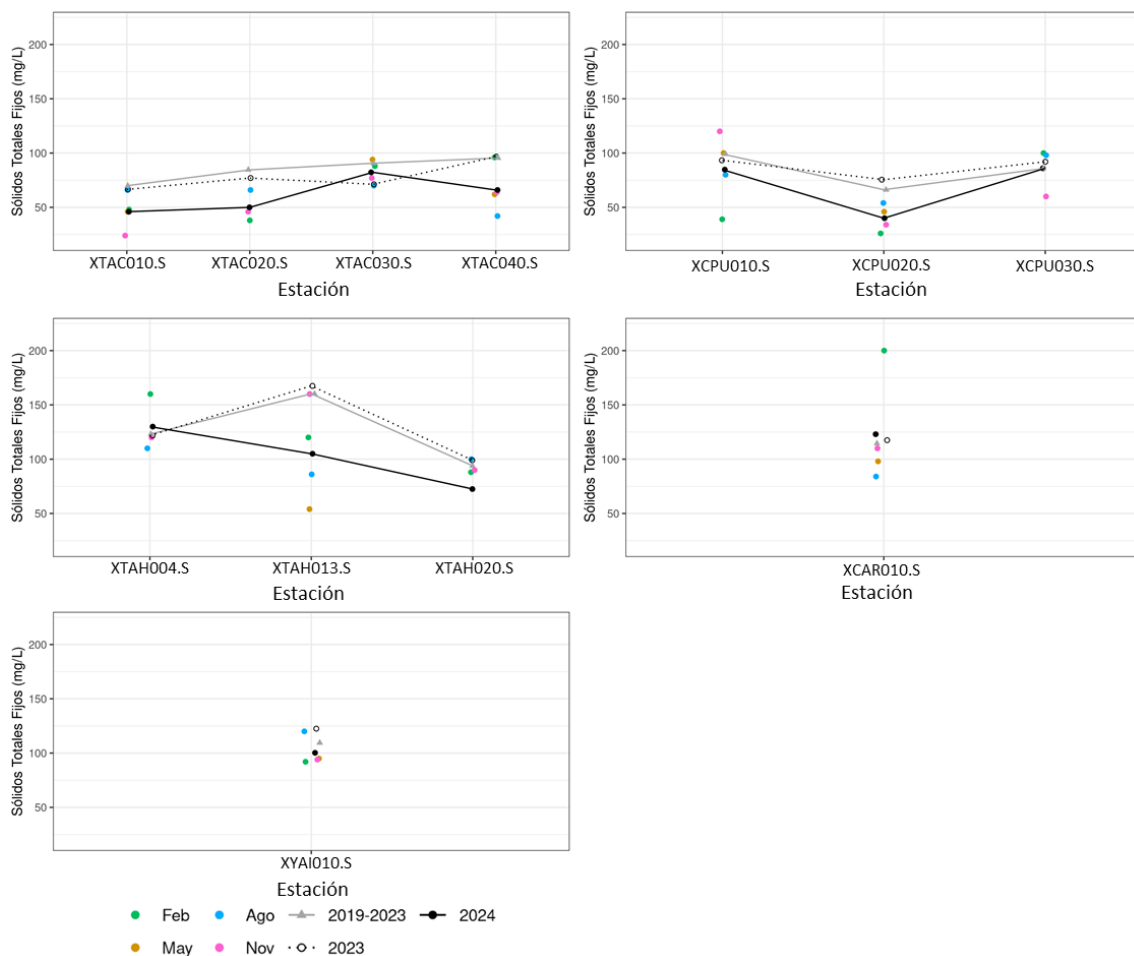 Sólidos Totales Fijos (mg/L)
200
150
100
50
XTAC010.S XTAC020.S XTAC030.S XTAC040.S
Estación
Sólidos Totales Fijos (mg/L)
200
150
100
50
XCPU010.S XCPU020.S XCPU030.S
Estación
Sólidos Totales Fijos (mg/L)
200
150
100
50
XTAH004.S XTAH013.S XTAH020.S
Estación
Sólidos Totales Fijos (mg/L)
200
150
100
50
XCAR010.S
Estación
Sólidos Totales Fijos (mg/L)
200
150
100
50
XYAI010.S
Estación
Feb Ago 2019-2023 2024
May Nov 2023